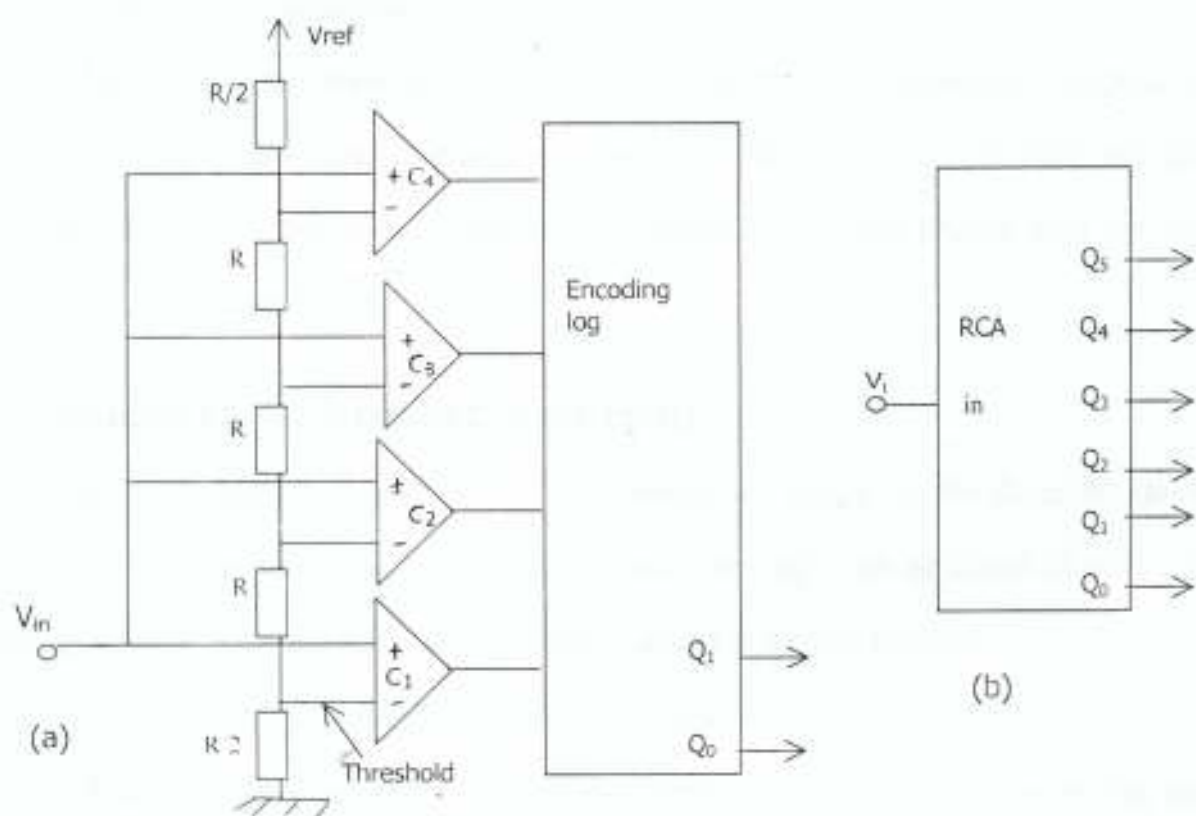 Vref
R/2
+ C₄
-
R
+ C₃
-
R
+ C₂
-
R
Vin
+ C₁
-
R
Threshold
(a)
Encoding
log
Q₁
Q₀
Q₅
RCA Q₄
Vi in Q₃
Q₂
Q₁
Q₀
(b)